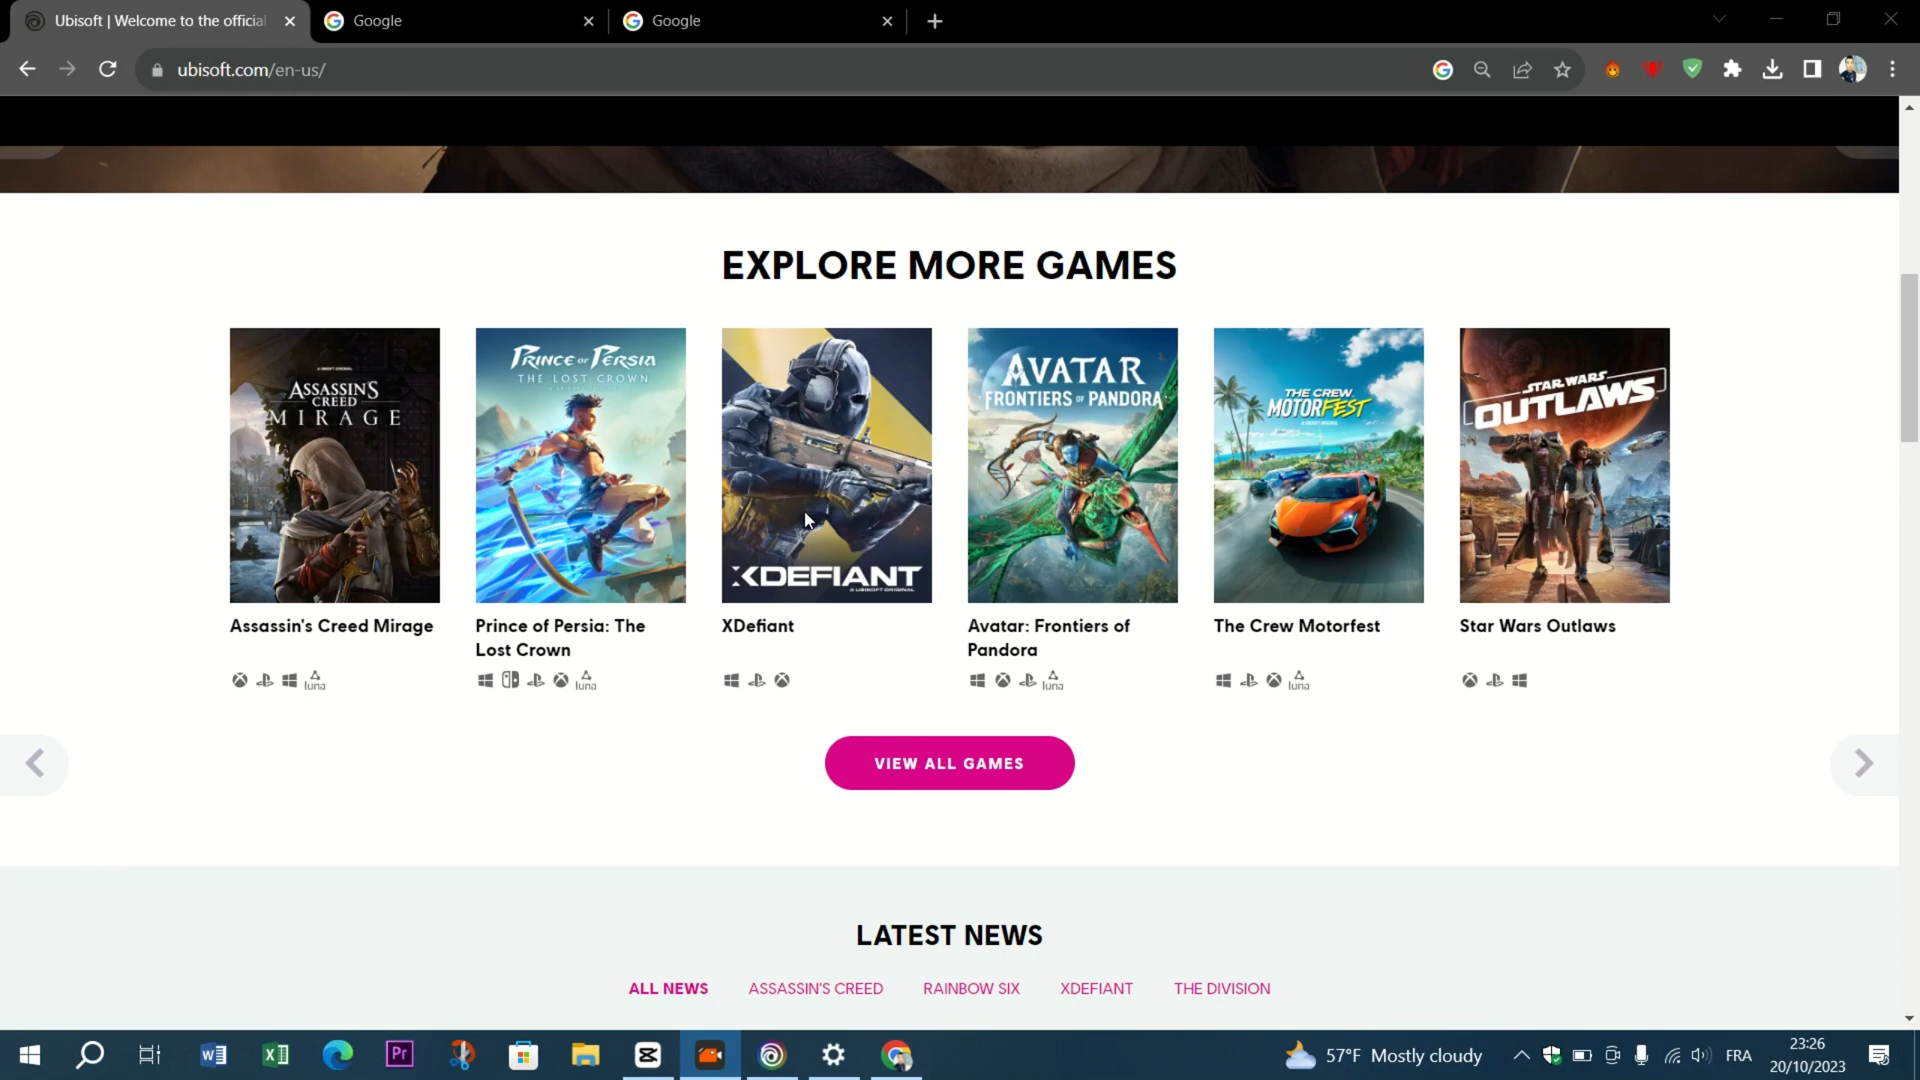 Ubisoft | Welcome to the official
Google
Google
ubisoft.com/en-us/
EXPLORE MORE GAMES
ASSASSIN'S
CREED
MIRAGE
PRINCE OF PERSIA
THE LOST CROWN
XDEFIANT
A UBISOFT ORIGINAL
AVATAR
FRONTIERS OF PANDORA
THE CREW
MOTORFEST
STAR WARS
OUTLAWS
Assassin's Creed Mirage
Prince of Persia: The
Lost Crown
XDefiant
Avatar: Frontiers of
Pandora
The Crew Motorfest
Star Wars Outlaws
luna
luna
luna
luna
VIEW ALL GAMES
LATEST NEWS
ALL NEWS
ASSASSIN'S CREED
RAINBOW SIX
XDEFIANT
THE DIVISION
Pr
57°F Mostly cloudy
FRA
23:26
20/10/2023